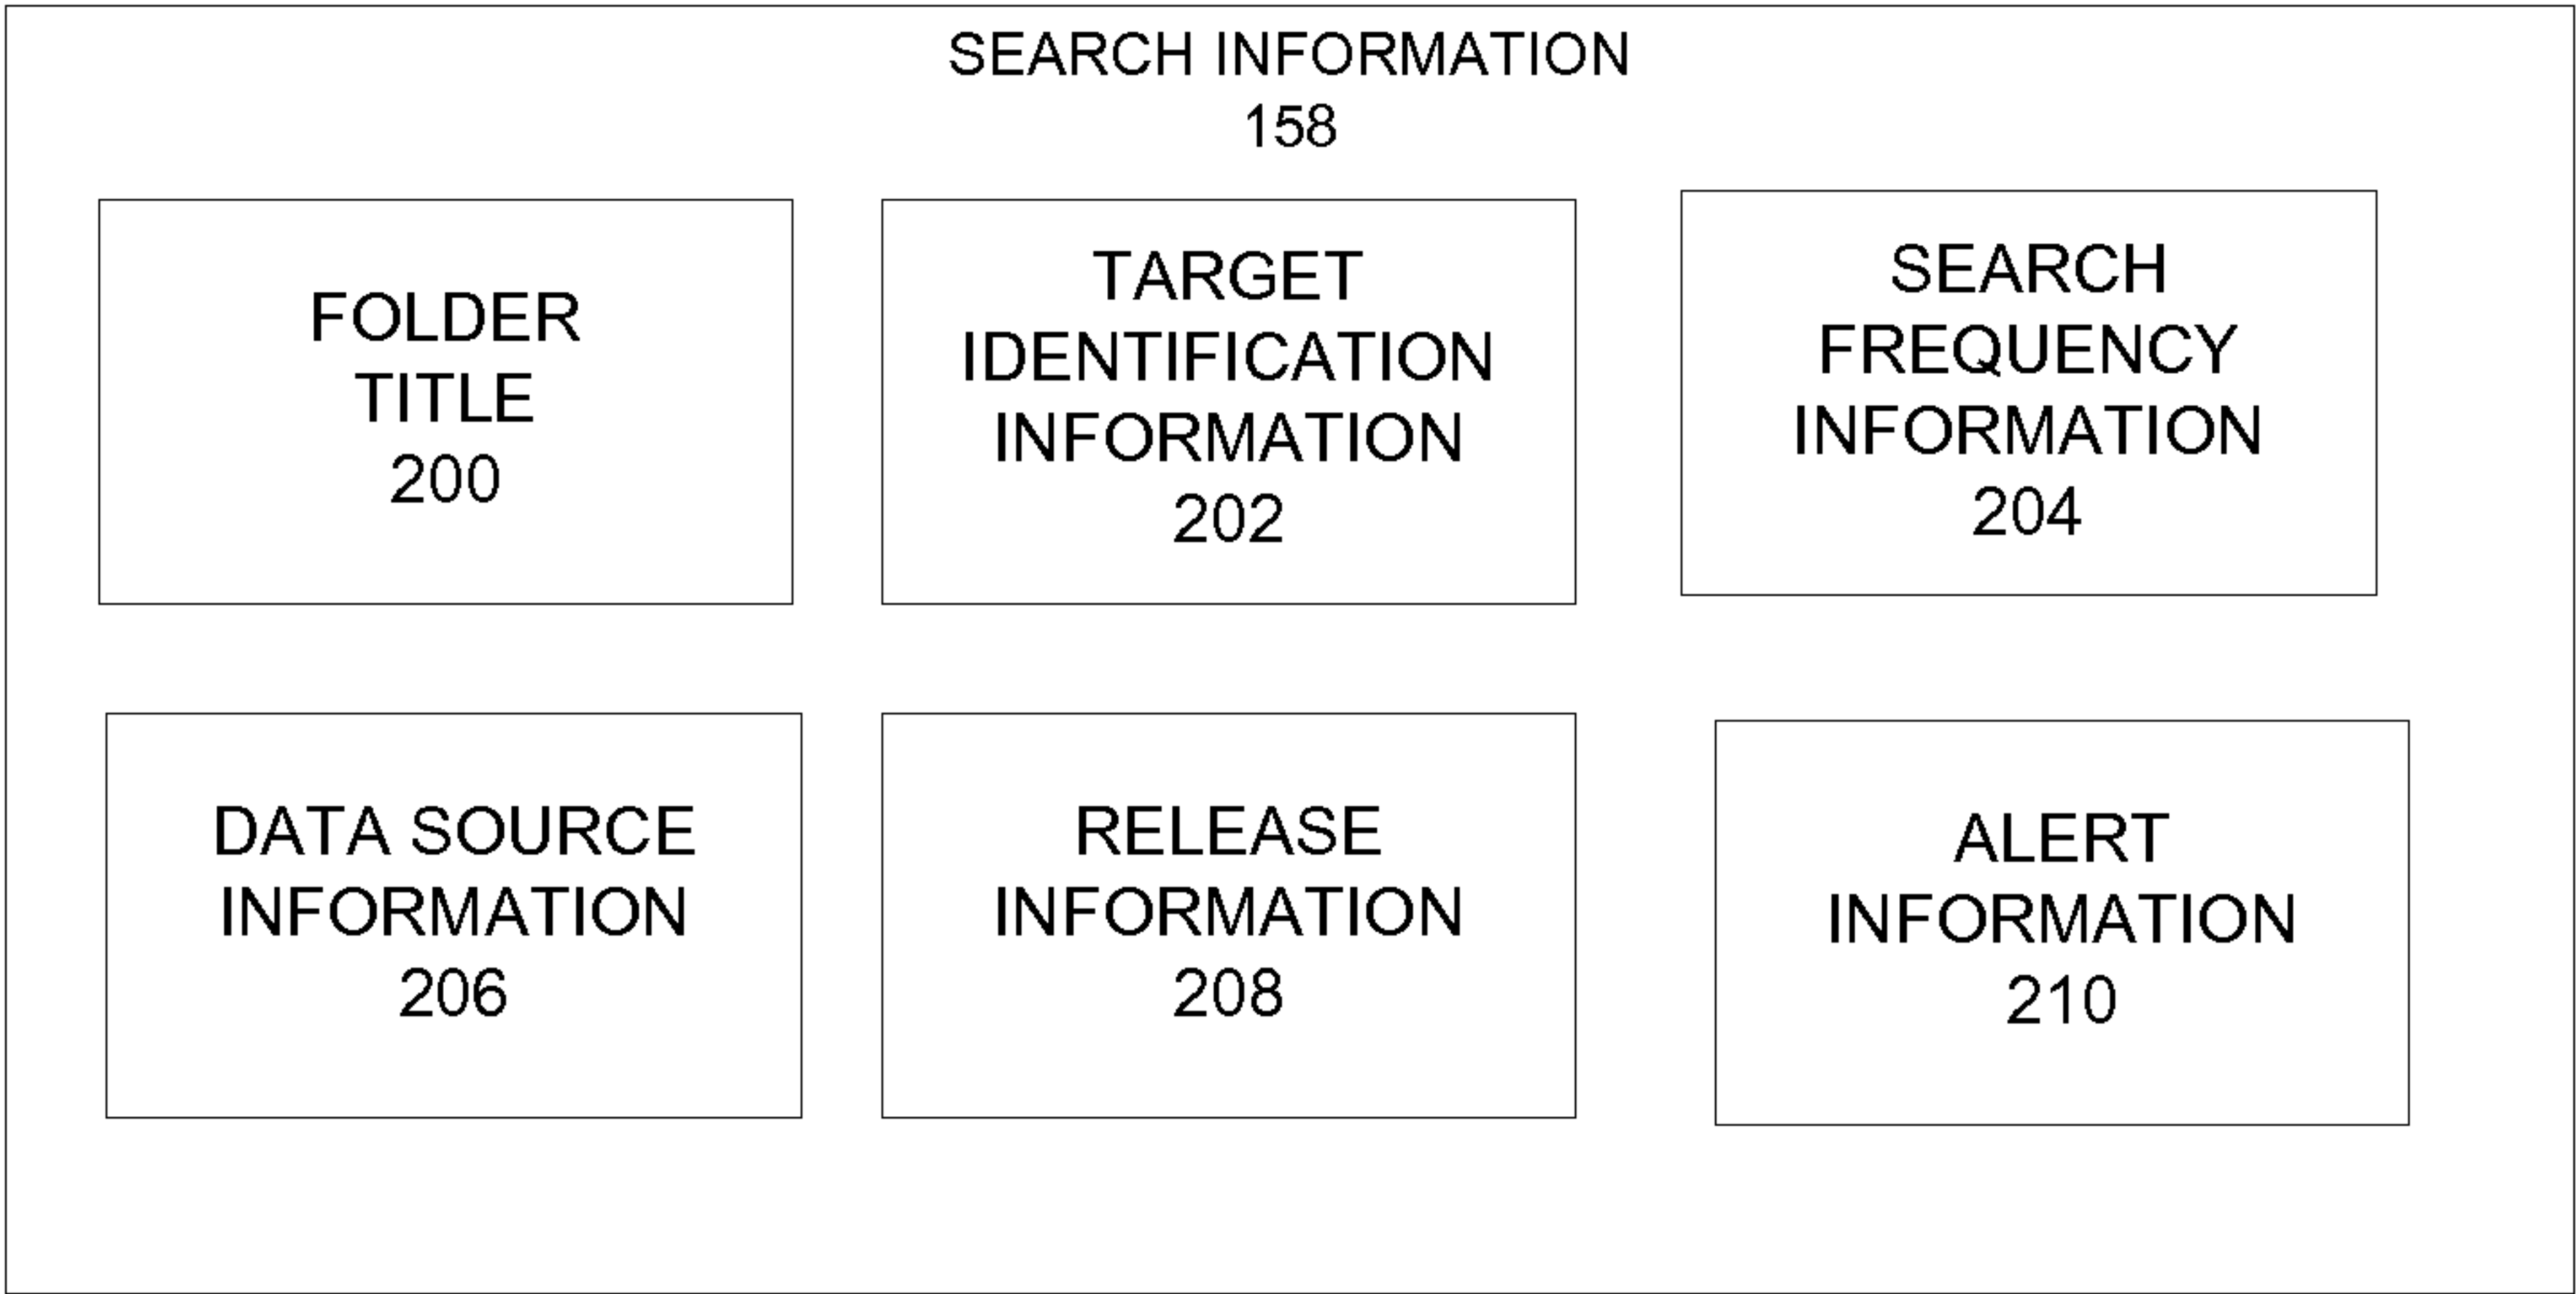 SEARCH INFORMATION
158
FOLDER
TITLE
200
TARGET
IDENTIFICATION
INFORMATION
202
SEARCH
FREQUENCY
INFORMATION
204
DATA SOURCE
INFORMATION
206
RELEASE
INFORMATION
208
ALERT
INFORMATION
210